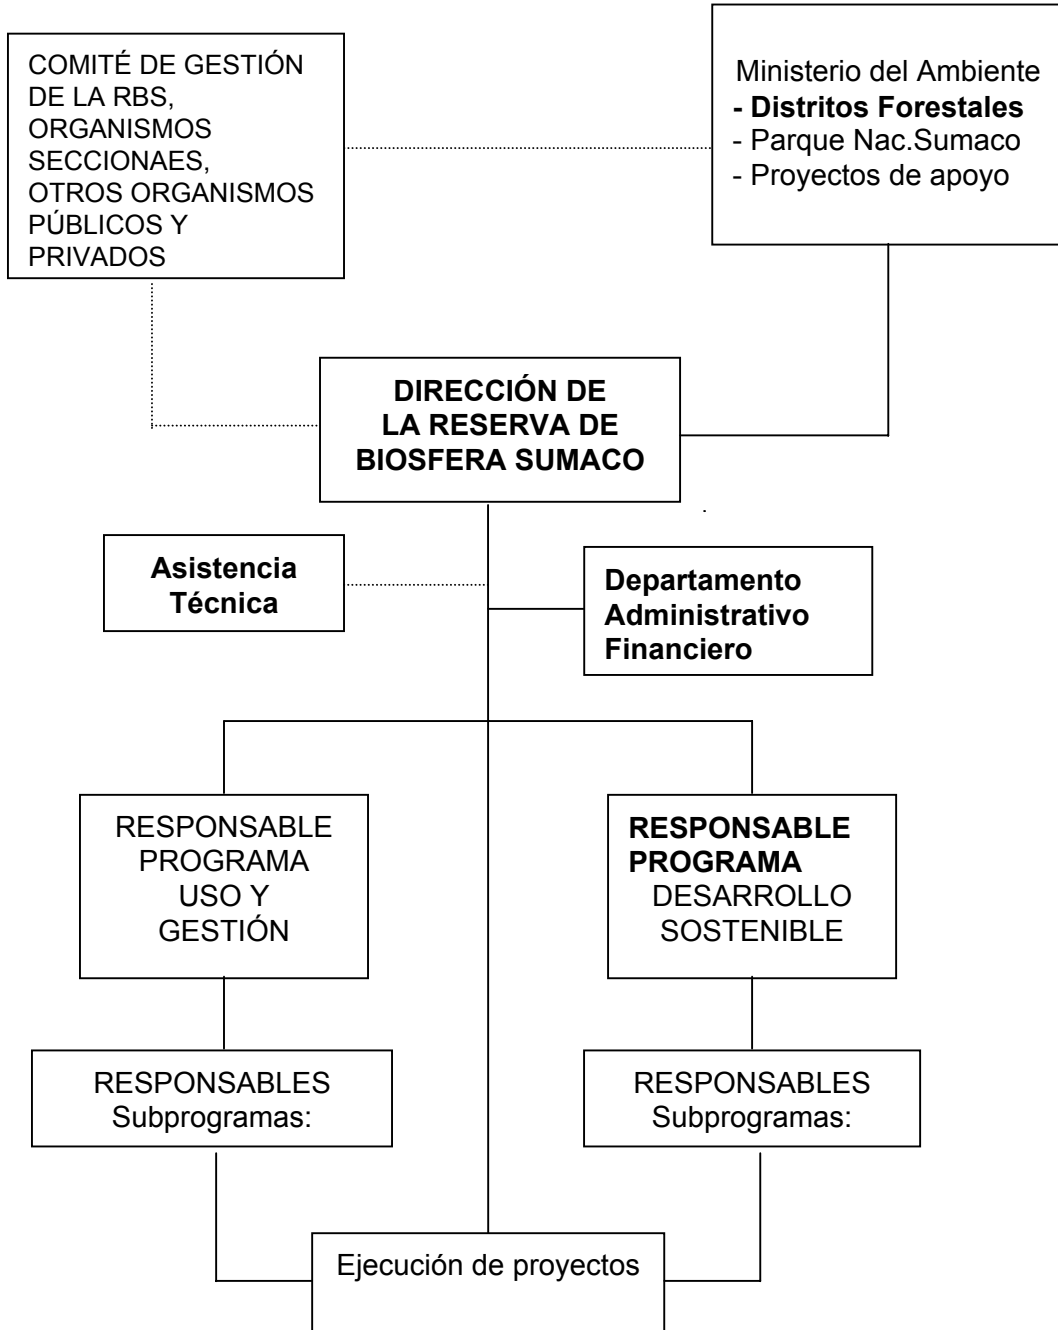 COMITÉ DE GESTIÓN
DE LA RBS,
ORGANISMOS
SECCIONAES,
OTROS ORGANISMOS
PÚBLICOS Y
PRIVADOS
Ministerio del Ambiente
- Distritos Forestales
- Parque Nac.Sumaco
- Proyectos de apoyo
DIRECCIÓN DE
LA RESERVA DE
BIOSFERA SUMACO
Asistencia
Técnica
Departamento
Administrativo
Financiero
RESPONSABLE
PROGRAMA
USO Y
GESTIÓN
RESPONSABLE
PROGRAMA
DESARROLLO
SOSTENIBLE
RESPONSABLES
Subprogramas:
RESPONSABLES
Subprogramas:
Ejecución de proyectos